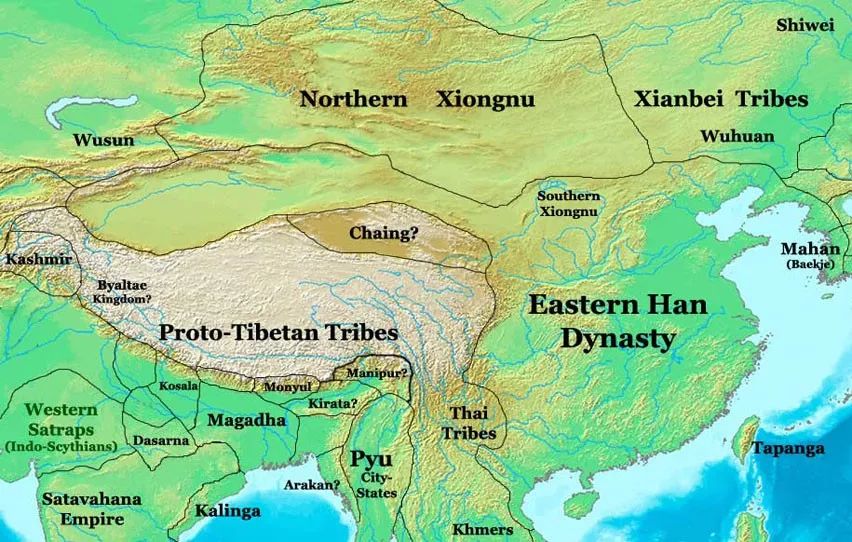 Shiwei
Northern Xiongnu
Xianbei Tribes
Wuhuan
Wusun
Southern
Xiongnu
Chaing?
Mahan
(Baekje)
Kashmir
Byaltae
Kingdom?
Eastern Han
Dynasty
Proto-Tibetan Tribes
Manipur?
Kosala
Monyul
Kirata?
Western
Satraps
(Indo-Scythians)
Magadha
Thai
Tribes
Dasarna
Tapanga
Pyu
City-
States
Arakan?
Satavahana
Empire
Kalinga
Khmers